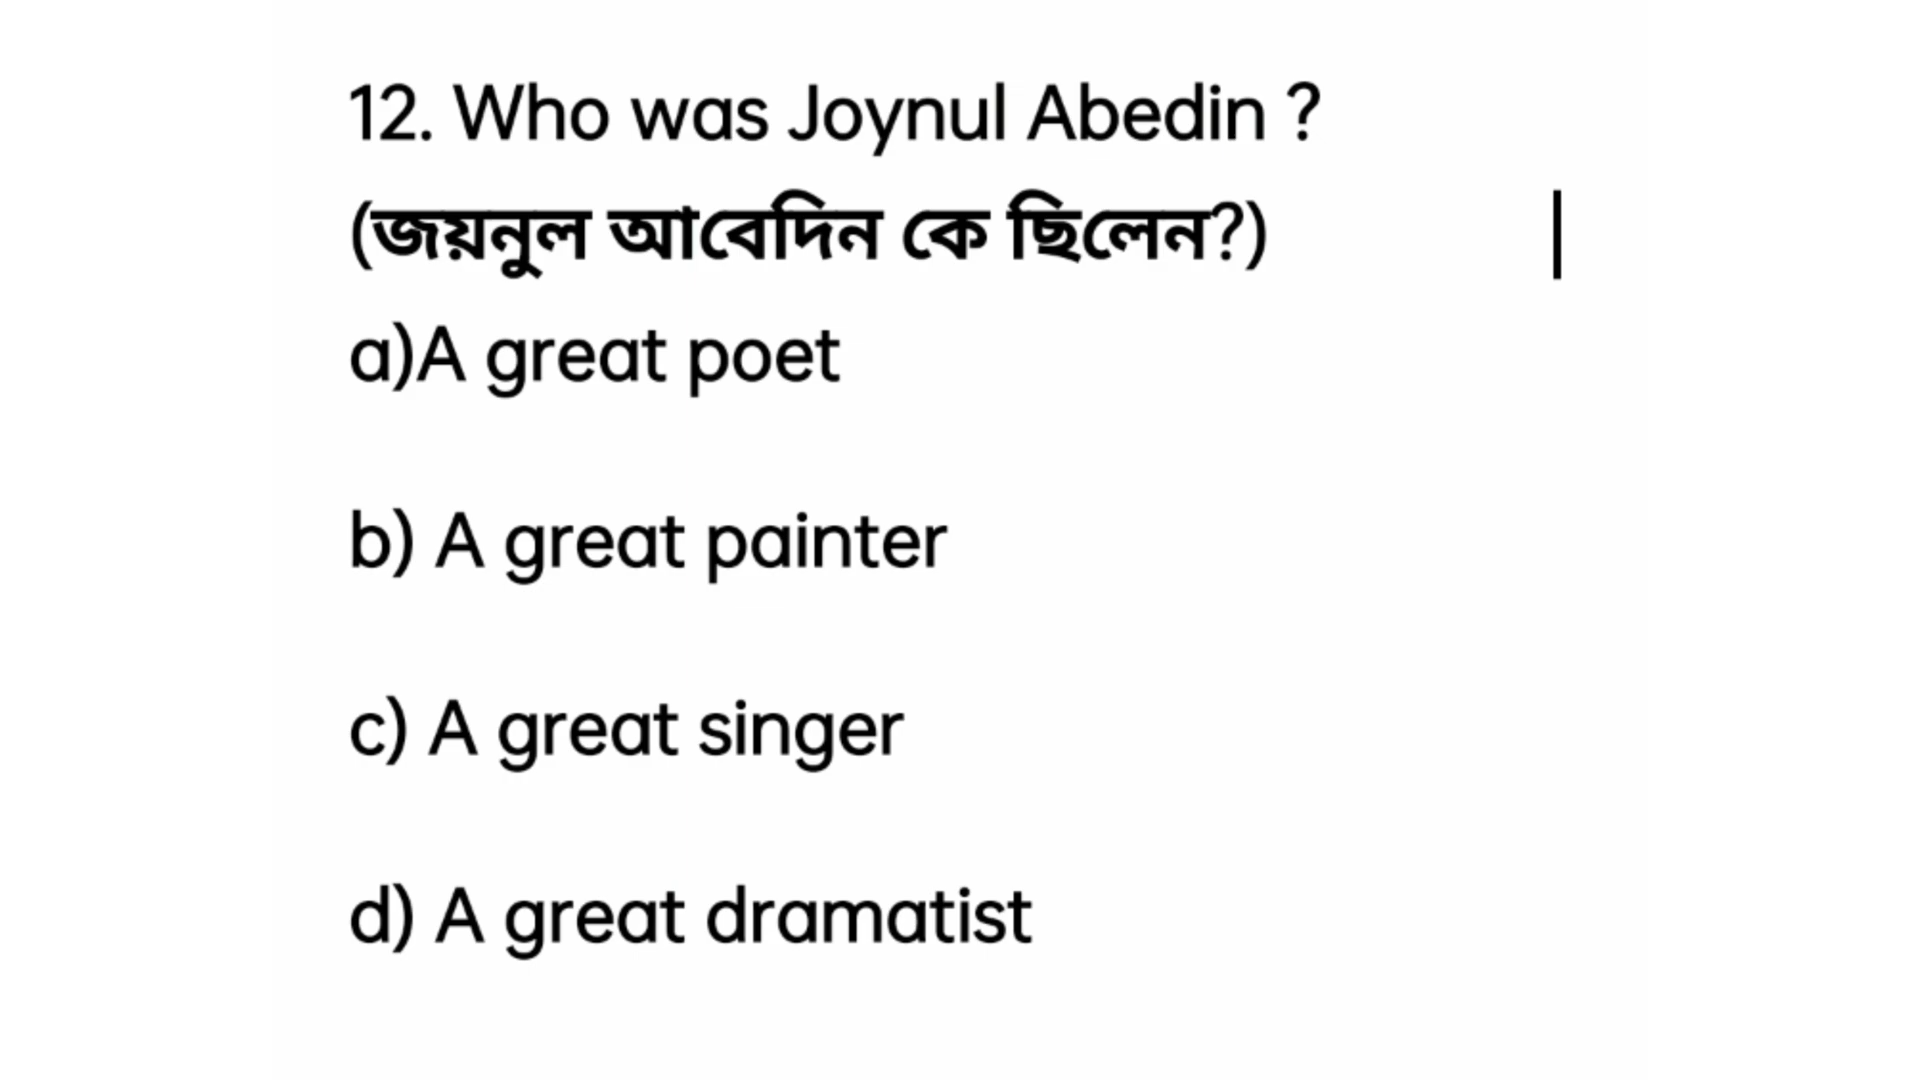 12. Who was Joynul Abedin ?
(জয়নুল আবেদিন কে ছিলেন?)
a)A great poet
b) A great painter
c) A great singer
d) A great dramatist